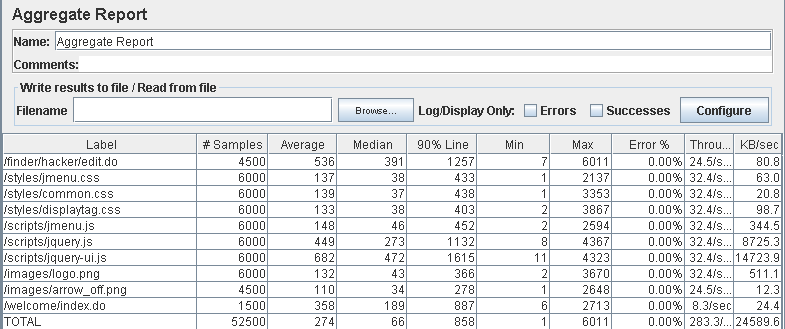 Aggregate Report
Name: Aggregate Report
Comments:
Write results to file / Read from file
Filename Browse... Log/Display Only: Errors Successes Configure
Label # Samples Average Median 90% Line Min Max Error % Throu... KB/sec
/finder/hacker/edit.do 4500 536 391 1257 7 6011 0.00% 24.5/s... 80.8
/styles/jmenu.css 6000 137 38 433 1 2137 0.00% 32.4/s... 63.0
/styles/common.css 6000 139 37 438 1 3353 0.00% 32.4/s... 20.8
/styles/displaytag.css 6000 133 38 403 2 3867 0.00% 32.4/s... 98.7
/scripts/jmenu.js 6000 148 46 452 2 2594 0.00% 32.4/s... 344.5
/scripts/jquery.js 6000 449 273 1132 8 4367 0.00% 32.4/s... 8725.3
/scripts/jquery-ui.js 6000 682 472 1615 11 4323 0.00% 32.4/s... 14723.9
/images/logo.png 6000 132 43 366 2 3670 0.00% 32.4/s... 511.1
/images/arrow_off.png 4500 110 34 278 1 2648 0.00% 24.5/s... 12.3
/welcome/index.do 1500 358 189 887 6 2713 0.00% 8.3/sec 24.4
TOTAL 52500 274 66 858 1 6011 0.00% 283.3/... 24589.6